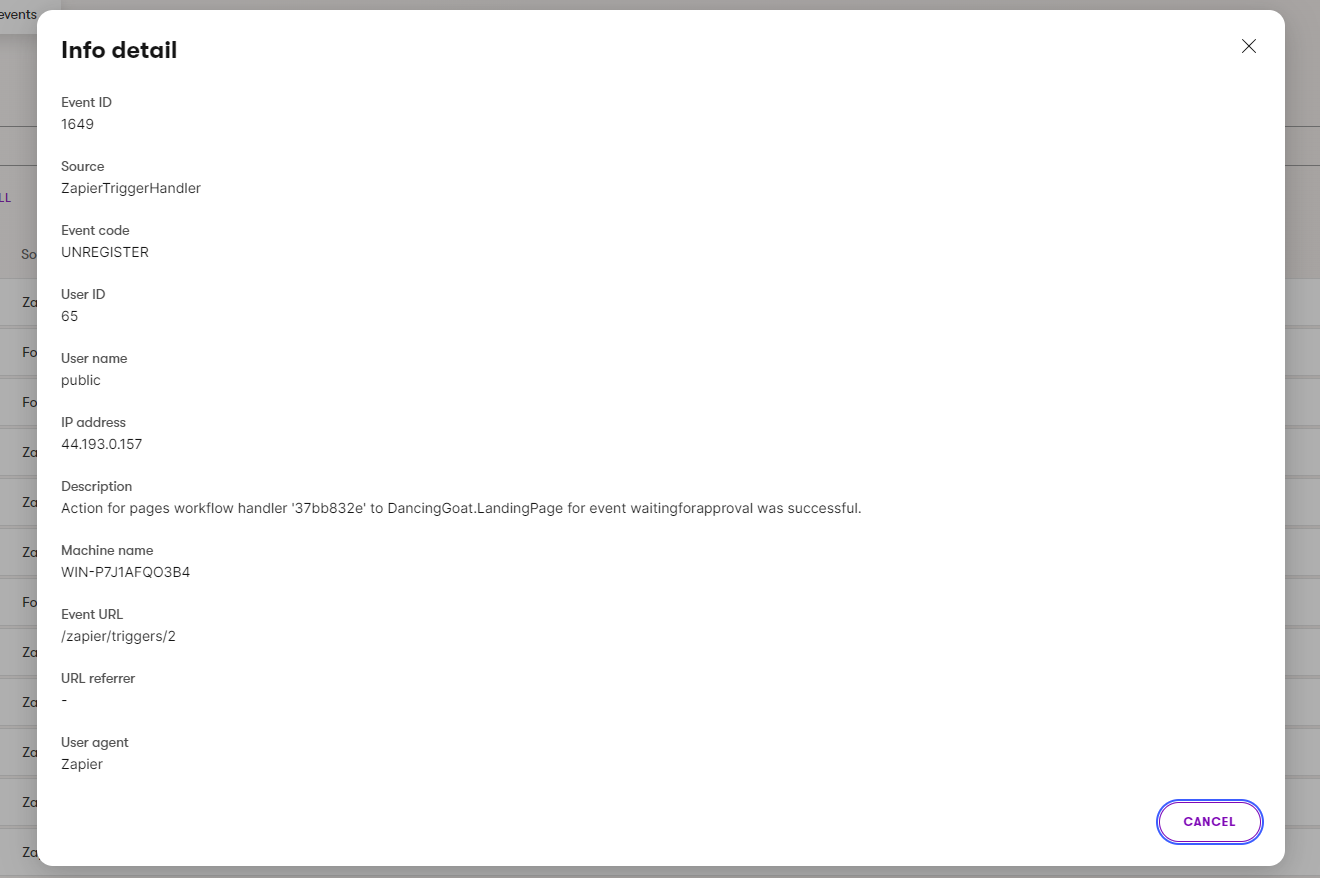 events
Info detail
Event ID
1649
Source
ZapierTriggerHandler
Event code
UNREGISTER
User ID
65
User name
public
IP address
44.193.0.157
Description
Action for pages workflow handler '37bb832e' to DancingGoat.LandingPage for event waitingforapproval was successful.
Machine name
WIN-P7J1AFQO3B4
Event URL
/zapier/triggers/2
URL referrer
-
User agent
Zapier
CANCEL
LL
So
Za
Fo
Fo
Za
Za
Za
Fo
Za
Za
Za
Za
Za